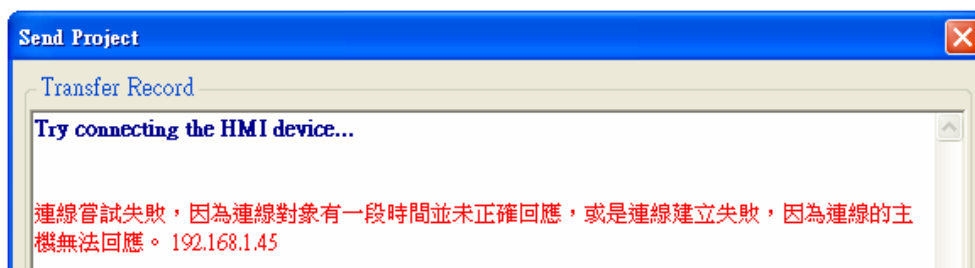 Send Project
Transfer Record
Try connecting the HMI device...
連線嘗試失敗，因為連線對象有一段時間並未正確回應，或是連線建立失敗，因為連線的主
機無法回應。 192.168.1.45